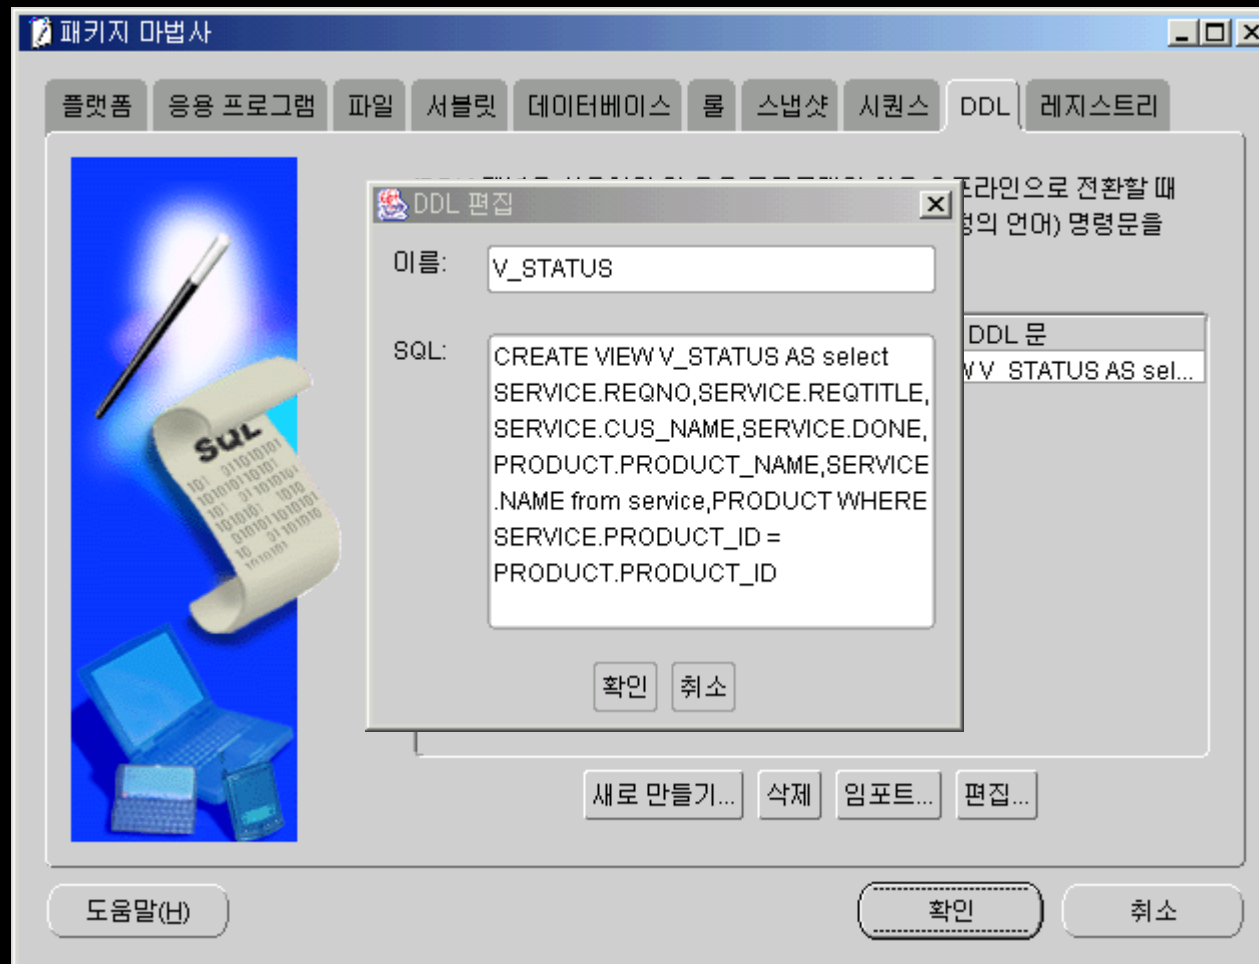 패키지 마법사
플랫폼 응용 프로그램 파일 서블릿 데이터베이스 롤 스냅샷 시퀀스 DDL 레지스트리
프라인으로 전환할 때
정의 언어) 명령문을
DDL 편집
이름: V_STATUS
SQL: CREATE VIEW V_STATUS AS select
SERVICE.REQNO,SERVICE.REQTITLE,
SERVICE.CUS_NAME,SERVICE.DONE,
PRODUCT.PRODUCT_NAME,SERVICE
.NAME from service,PRODUCT WHERE
SERVICE.PRODUCT_ID =
PRODUCT.PRODUCT_ID
확인 취소
DDL 문
V_STATUS AS sel...
SQL
새로 만들기... 삭제 임포트... 편집...
도움말(H) 확인 취소